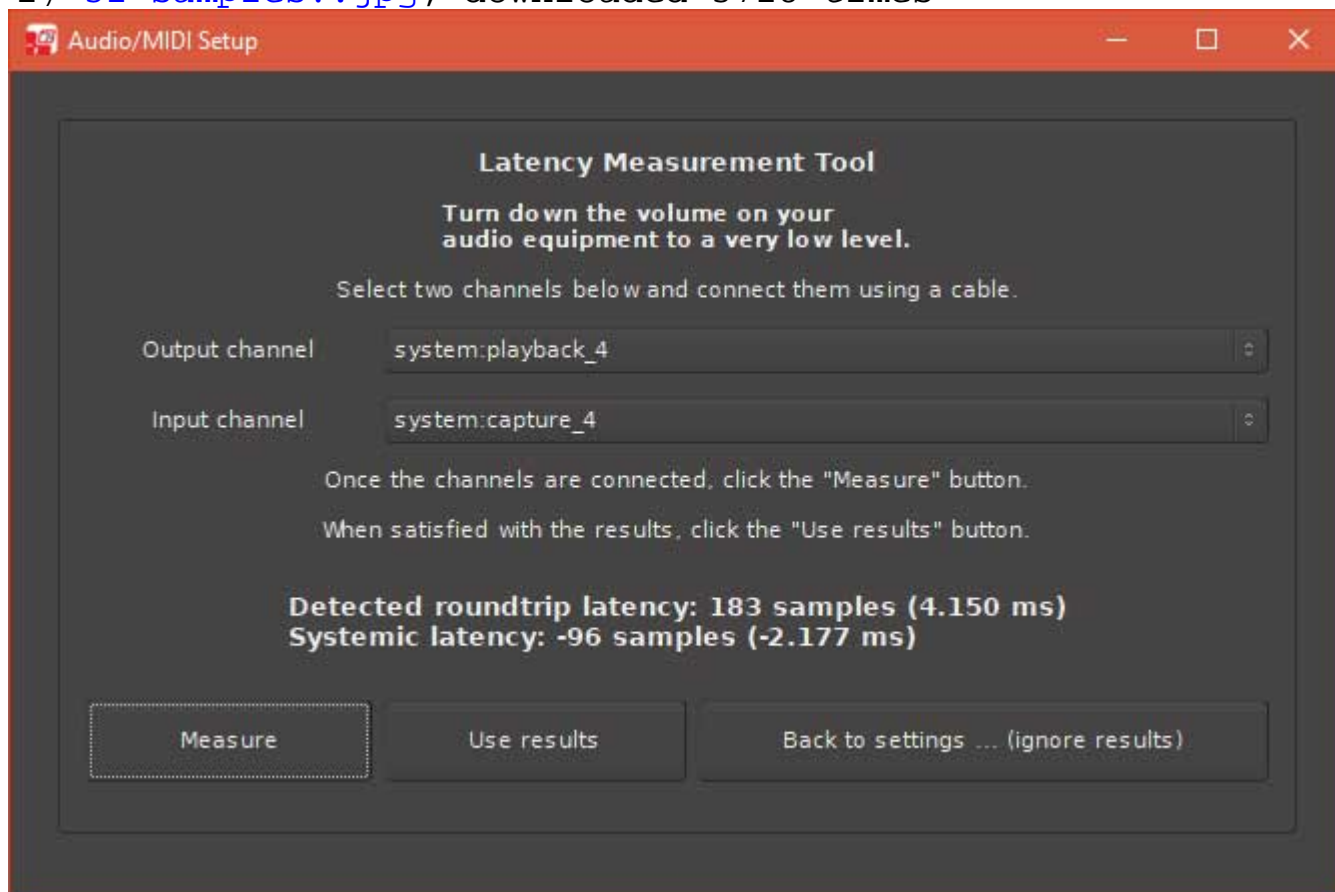 Audio/MIDI Setup
Latency Measurement Tool
Turn down the volume on your
audio equipment to a very low level.
Select two channels below and connect them using a cable.
Output channel system:playback_4
Input channel system:capture_4
Once the channels are connected, click the "Measure" button.
When satisfied with the results, click the "Use results" button.
Detected roundtrip latency: 183 samples (4.150 ms)
Systemic latency: -96 samples (-2.177 ms)
Measure Use results Back to settings ... (ignore results)